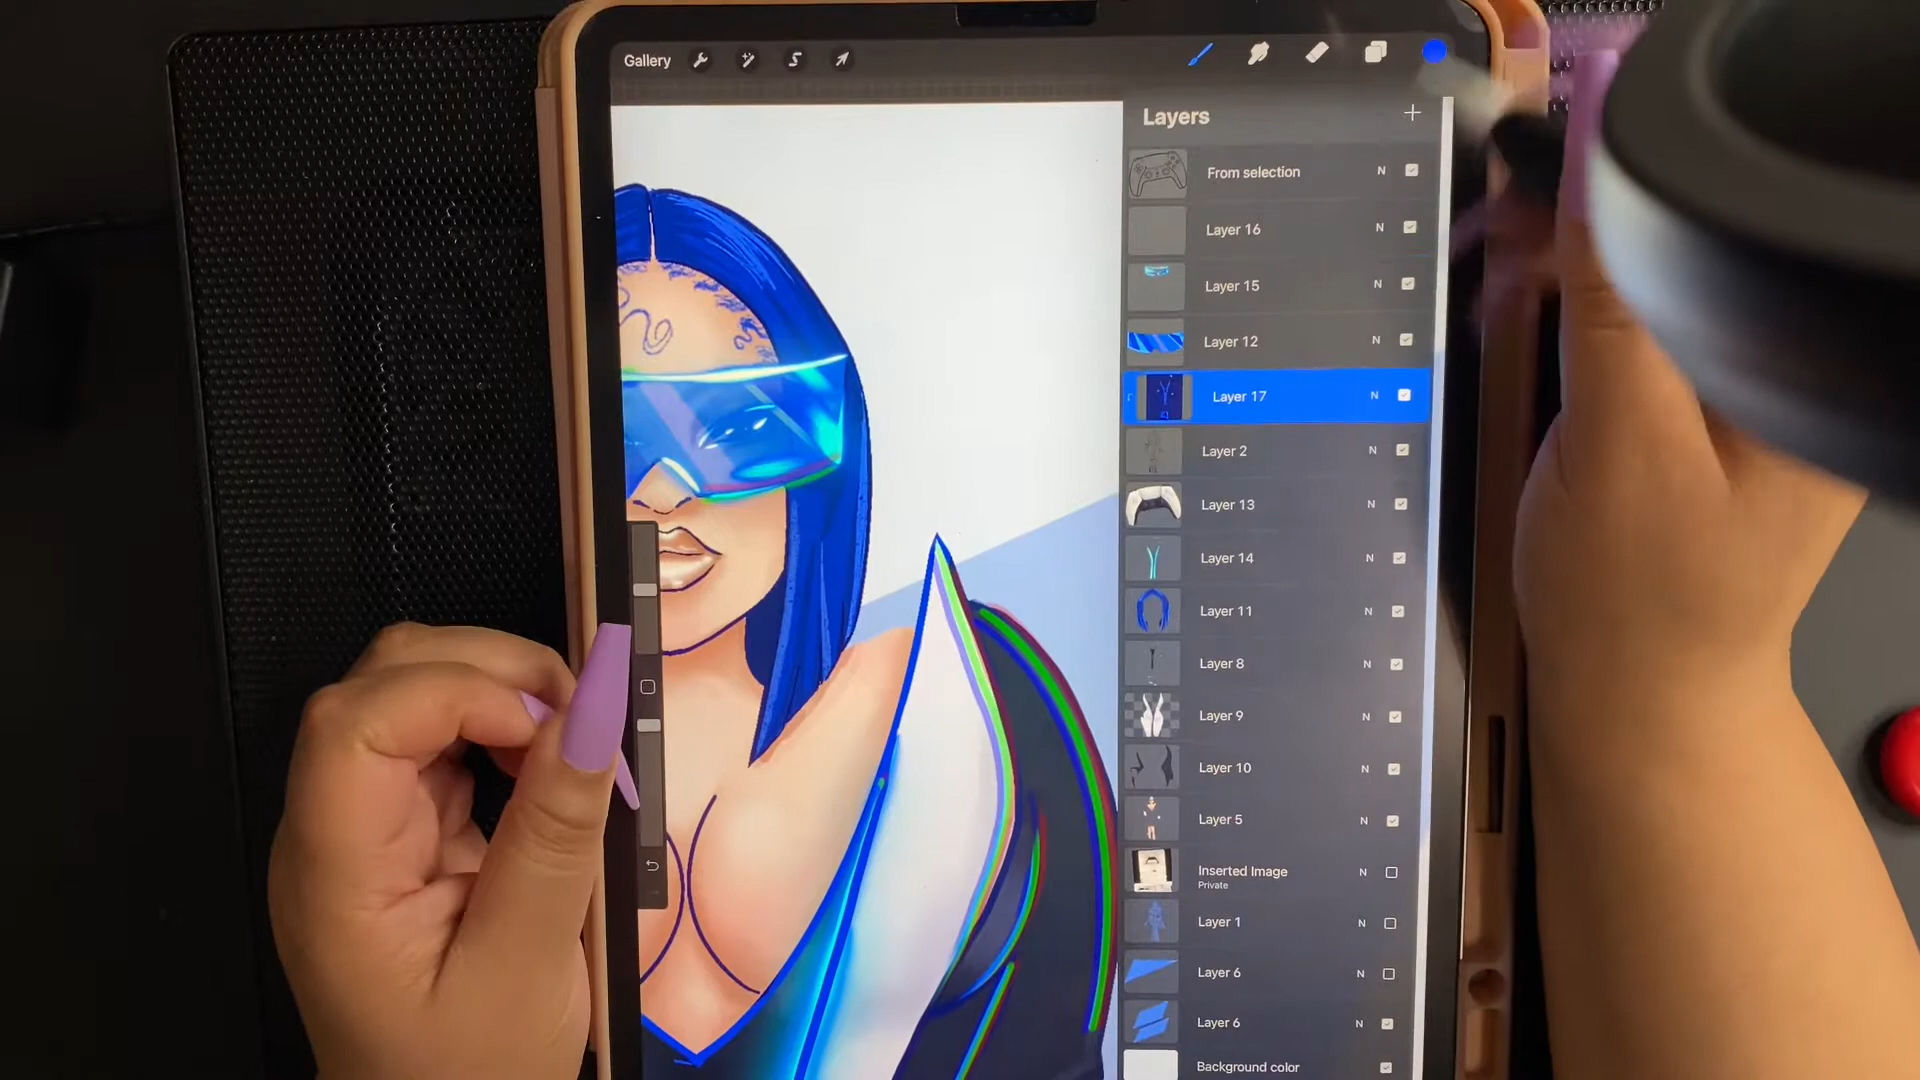 Gallery
Layers
From selection N
Layer 16 N
Layer 15 N
Layer 12 N
Layer 17 N
Layer 2 N
Layer 13 N
Layer 14 N
Layer 11 N
Layer 8 N
Layer 9 N
Layer 10 N
Layer 5 N
Inserted Image N
Private
Layer 1 N
Layer 6 N
Layer 6 N
Background color